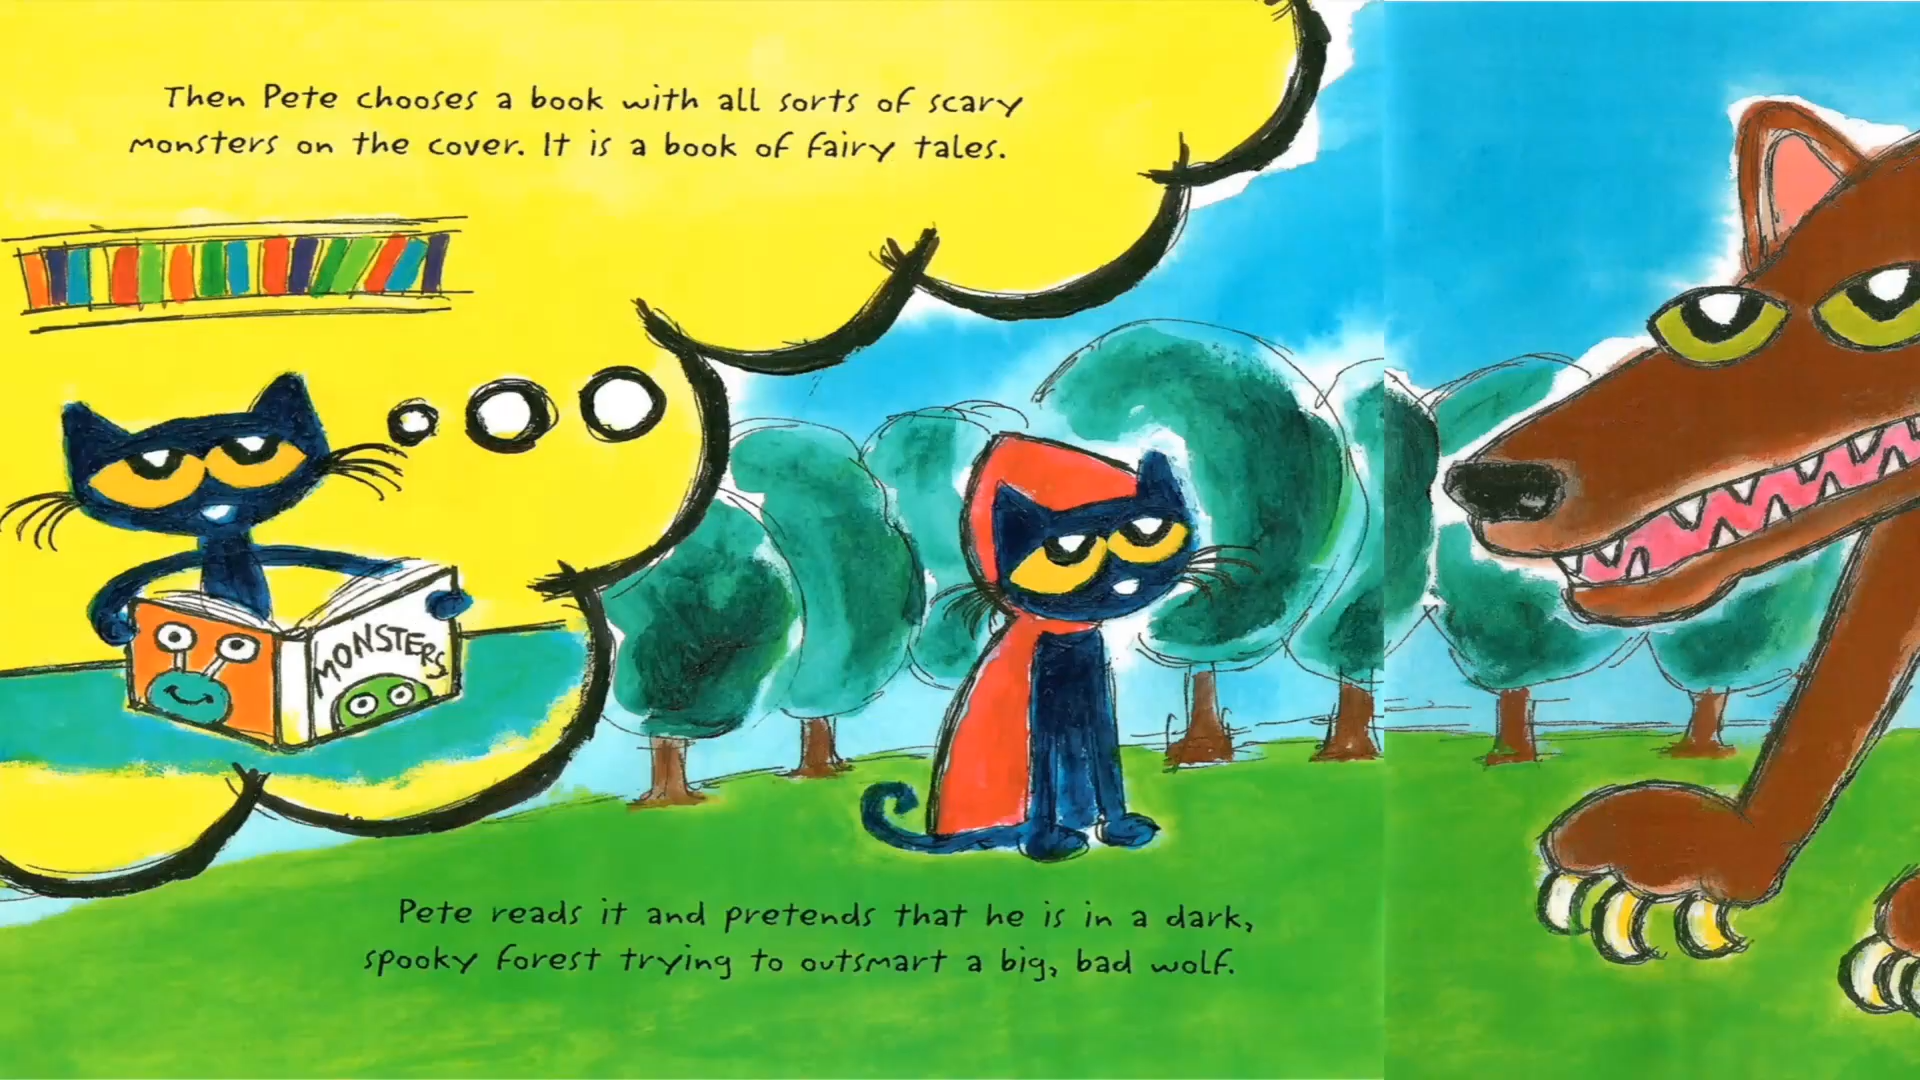 Then Pete chooses a book with all sorts of scary
monsters on the cover. It is a book of fairy tales.
MONSTERS
Pete reads it and pretends that he is in a dark,
spooky forest trying to outsmart a big, bad wolf.